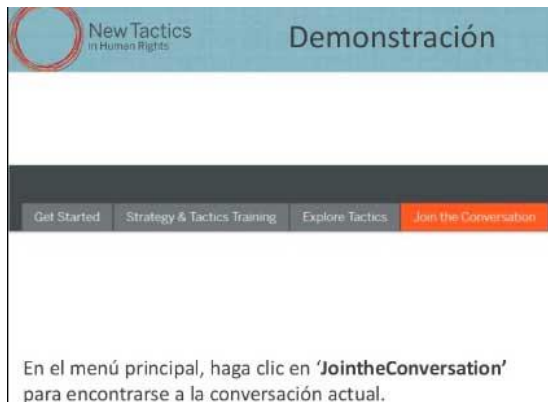 New Tactics
in Human Rights
Demonstración
Get Started
Strategy & Tactics Training
Explore Tactics
Join the Conversation
En el menú principal, haga clic en ‘JointheConversation’
para encontrarse a la conversación actual.